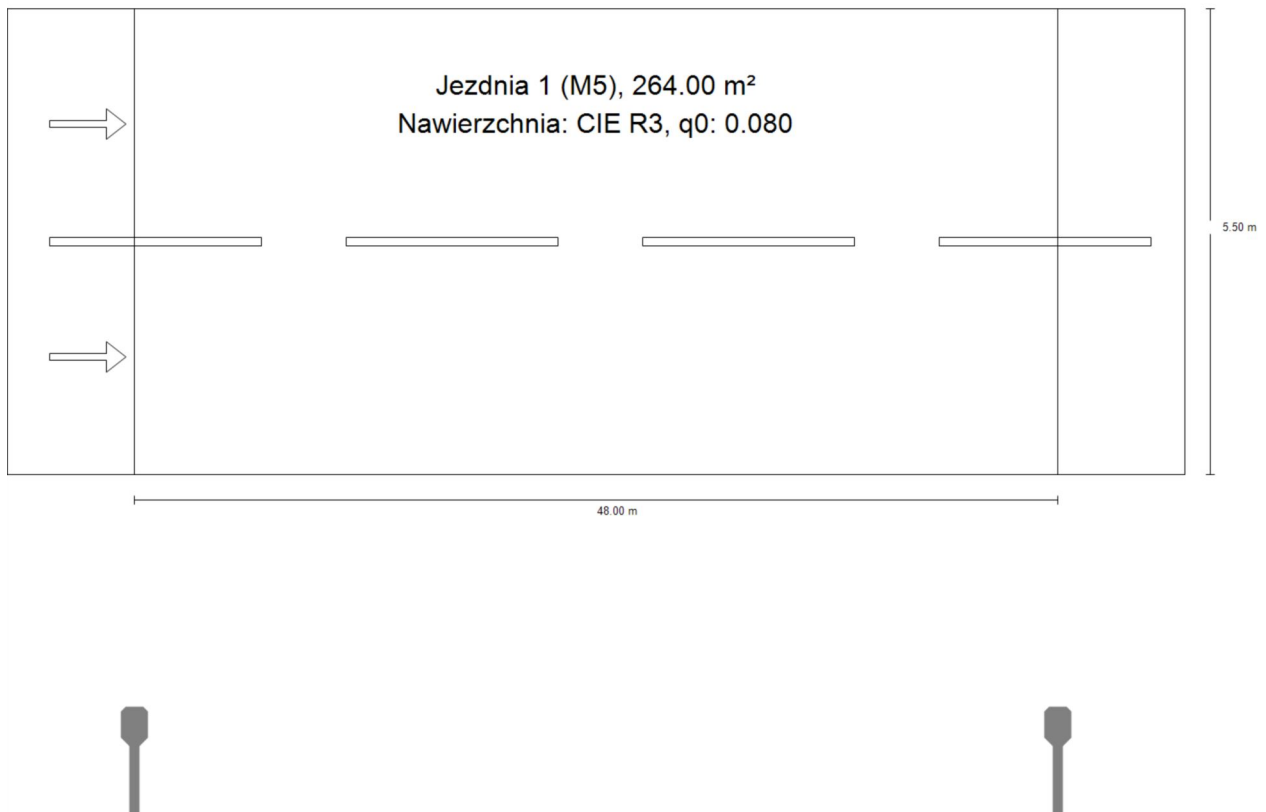 Jezdnia 1 (M5), 264.00 m²
Nawierzchnia: CIE R3, q0: 0.080
5.50 m
48.00 m